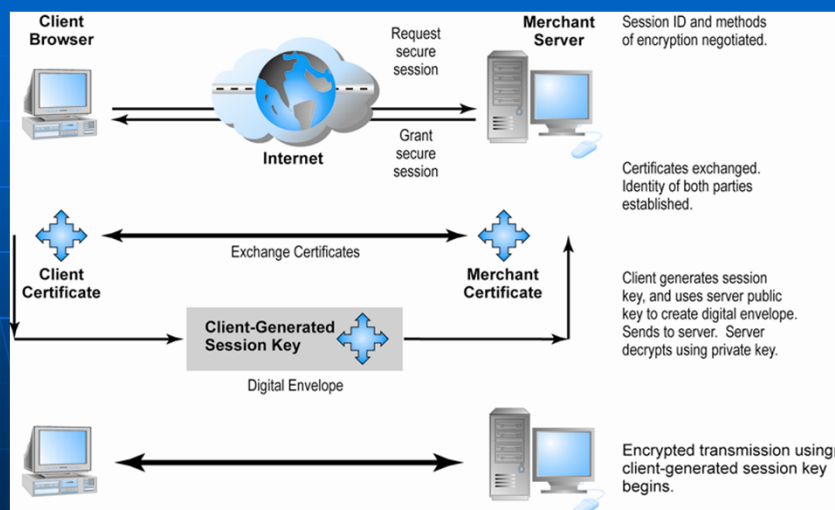 Client
Browser
Request
secure
session
Merchant
Server
Session ID and methods
of encryption negotiated.
Internet
Grant
secure
session
Certificates exchanged.
Identity of both parties
established.
Exchange Certificates
Client
Certificate
Merchant
Certificate
Client generates session
key, and uses server public
key to create digital envelope.
Sends to server. Server
decrypts using private key.
Client-Generated
Session Key
Digital Envelope
Encrypted transmission using
client-generated session key
begins.